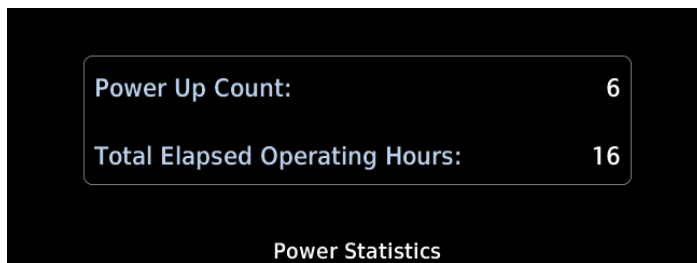 Power Up Count: 6
Total Elapsed Operating Hours: 16
Power Statistics